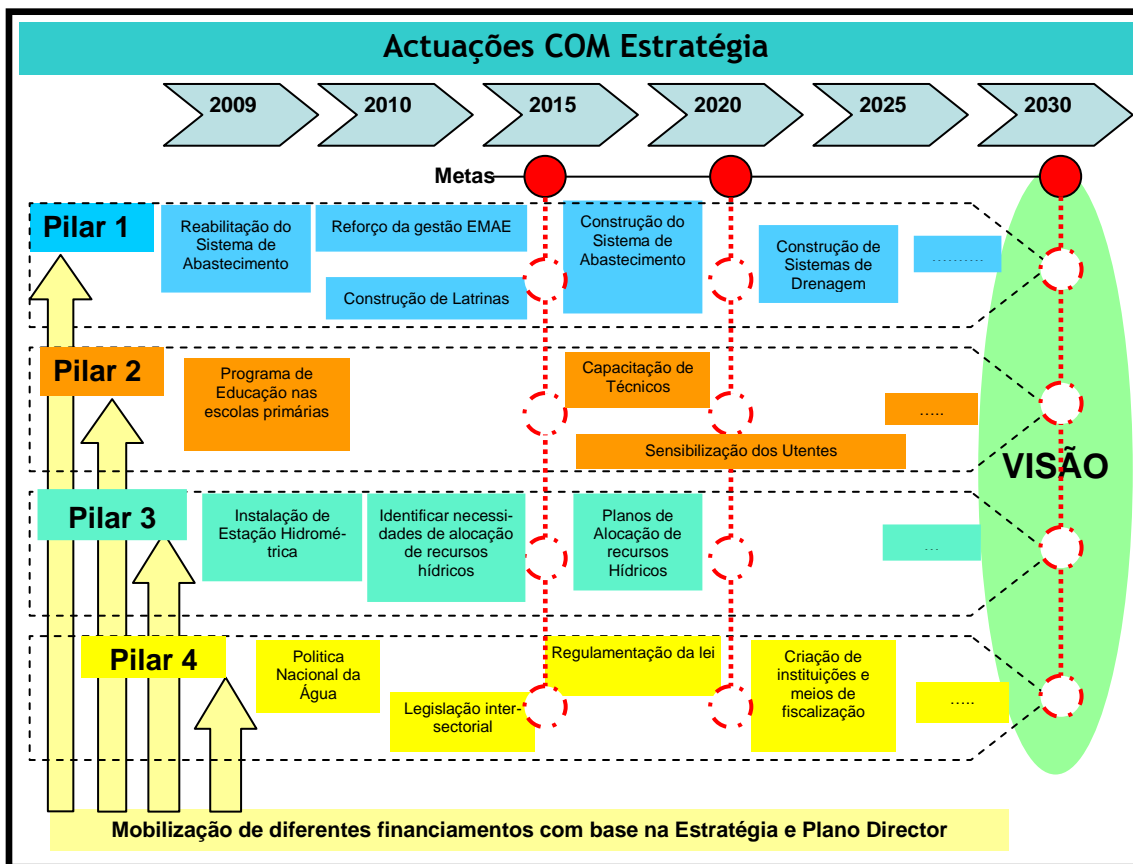 Actuações COM Estratégia
2009
2010
2015
2020
2025
2030
Metas
Pilar 1
Reabilitação do
Sistema de
Abastecimento
Reforço da gestão EMAE
Construção de Latrinas
Construção do
Sistema de
Abastecimento
Construção de
Sistemas de
Drenagem
……….
Pilar 2
Programa de
Educação nas
escolas primárias
Capacitação de
Técnicos
Sensibilização dos Utentes
…..
VISÃO
Pilar 3
Instalação de
Estação Hidromé-
trica
Identificar necessi-
dades de alocação
de recursos
hídricos
Planos de
Alocação de
recursos
Hídricos
…
Pilar 4
Politica
Nacional da
Água
Legislação inter-
sectorial
Regulamentação da lei
Criação de
instituições e
meios de
fiscalização
…..
Mobilização de diferentes financiamentos com base na Estratégia e Plano Director